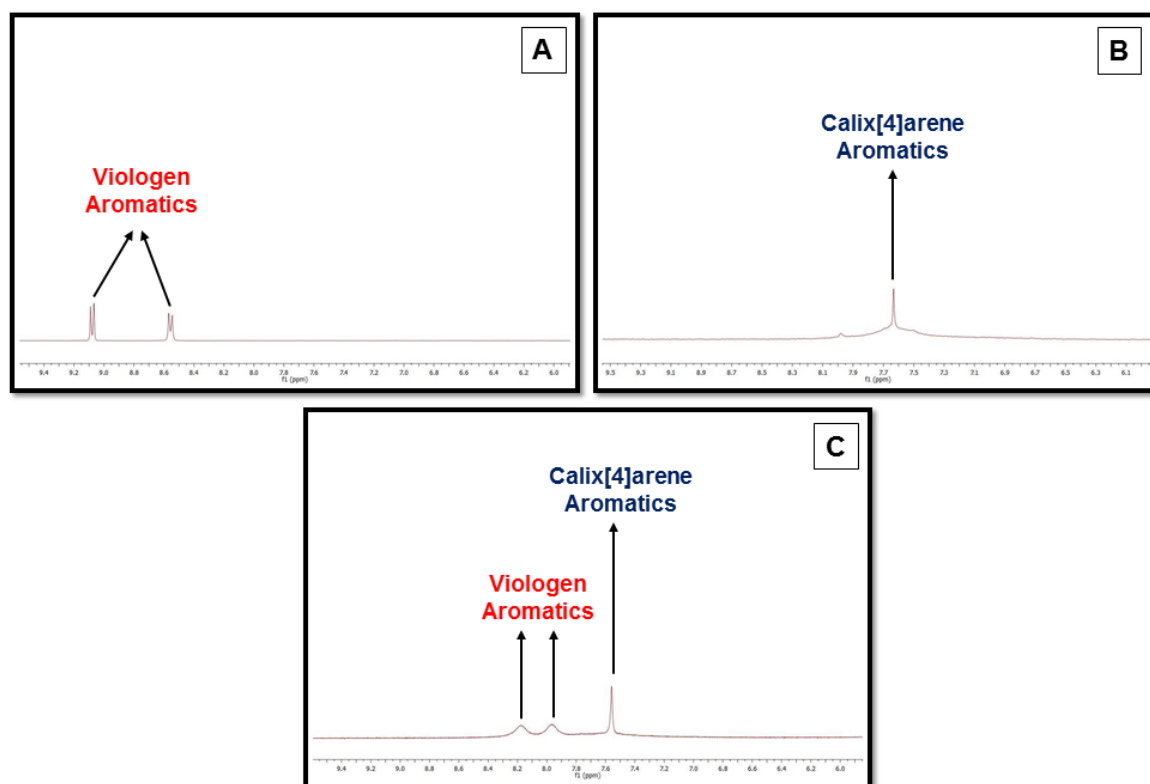 A
Viologen
Aromatics
9.4 9.2 9.0 8.8 8.6 8.4 8.2 8.0 7.8 7.6 7.4 7.2 7.0 6.8 6.6 6.4 6.2 6.0
f1 (ppm)
B
Calix[4]arene
Aromatics
9.5 9.3 9.1 8.9 8.7 8.5 8.3 8.1 7.9 7.7 7.5 7.3 7.1 6.9 6.7 6.5 6.3 6.1
f1 (ppm)
C
Calix[4]arene
Aromatics
Viologen
Aromatics
9.4 9.2 9.0 8.8 8.6 8.4 8.2 8.0 7.8 7.6 7.4 7.2 7.0 6.8 6.6 6.4 6.2 6.0
f1 (ppm)